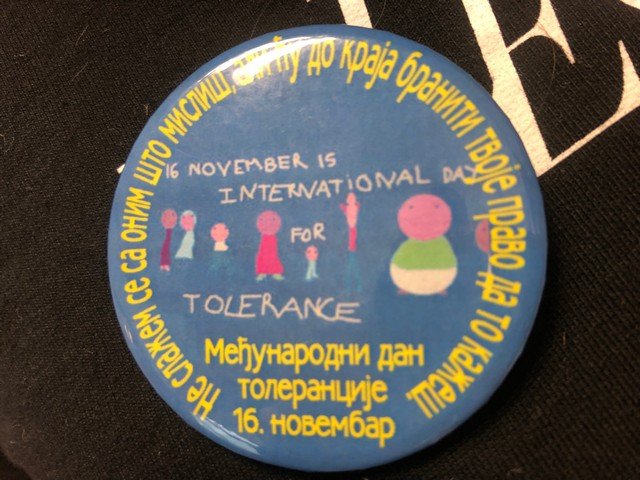 Не слажем се са оним што мислиш, али ћу до краја бранити твоје право да то кажеш
16 NOVEMBER IS
INTERNATIONAL DAY
FOR
TOLERANCE
Међународни дан
толеранције
16. новембар
ES
E